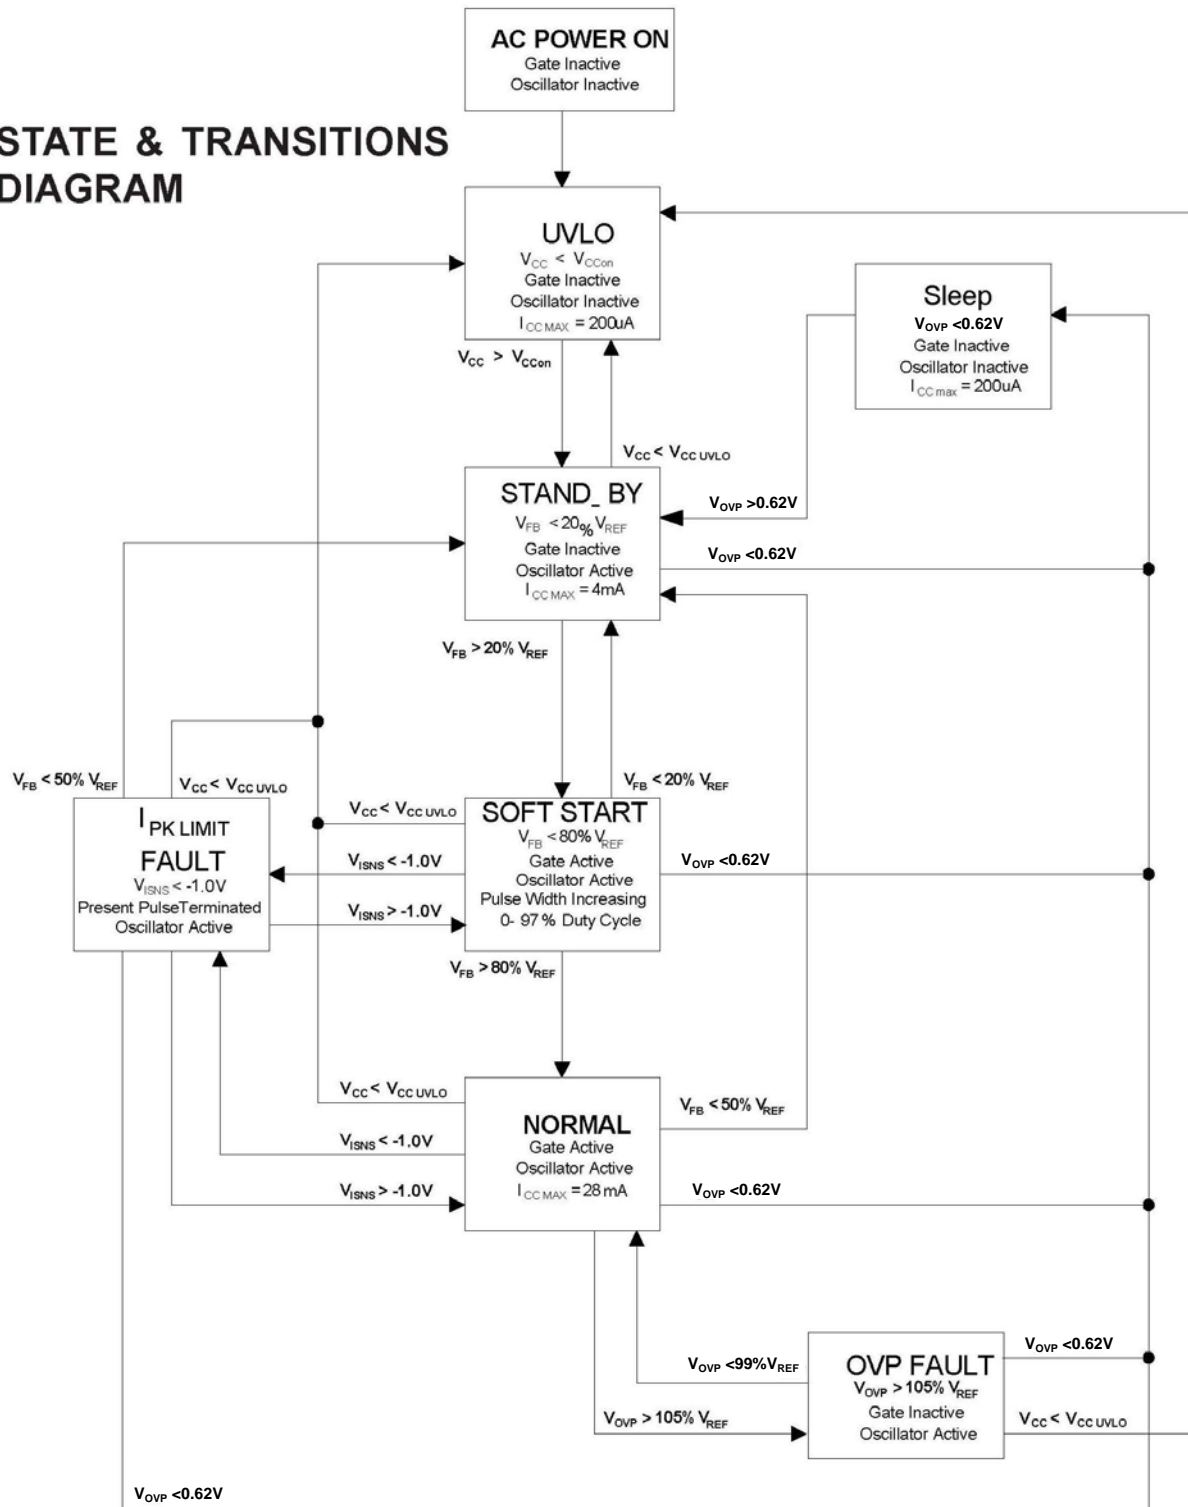 AC POWER ON
Gate Inactive
Oscillator Inactive
STATE & TRANSITIONS
DIAGRAM
UVLO
VCC < VCCon
Gate Inactive
Oscillator Inactive
ICC MAX = 200uA
Sleep
VOVP <0.62V
Gate Inactive
Oscillator Inactive
ICC max = 200uA
VCC > VCCon
VCC < VCC UVLO
STAND_ BY
VFB < 20% VREF
Gate Inactive
Oscillator Active
ICC MAX = 4mA
VOVP >0.62V
VOVP <0.62V
VFB > 20% VREF
VFB < 50% VREF
VCC < VCC UVLO
VFB < 20% VREF
IPK LIMIT
FAULT
VISNS < -1.0V
Present PulseTerminated
Oscillator Active
VCC < VCC UVLO
VISNS < -1.0V
VISNS > -1.0V
SOFT START
VFB < 80% VREF
Gate Active
Oscillator Active
Pulse Width Increasing
0- 97 % Duty Cycle
VOVP <0.62V
VFB > 80% VREF
VCC < VCC UVLO
VISNS < -1.0V
VISNS > -1.0V
NORMAL
Gate Active
Oscillator Active
ICC MAX = 28 mA
VFB < 50% VREF
VOVP <0.62V
VOVP <99%VREF
VOVP > 105% VREF
OVP FAULT
VOVP > 105% VREF
Gate Inactive
Oscillator Active
VOVP <0.62V
VCC < VCC UVLO
VOVP <0.62V